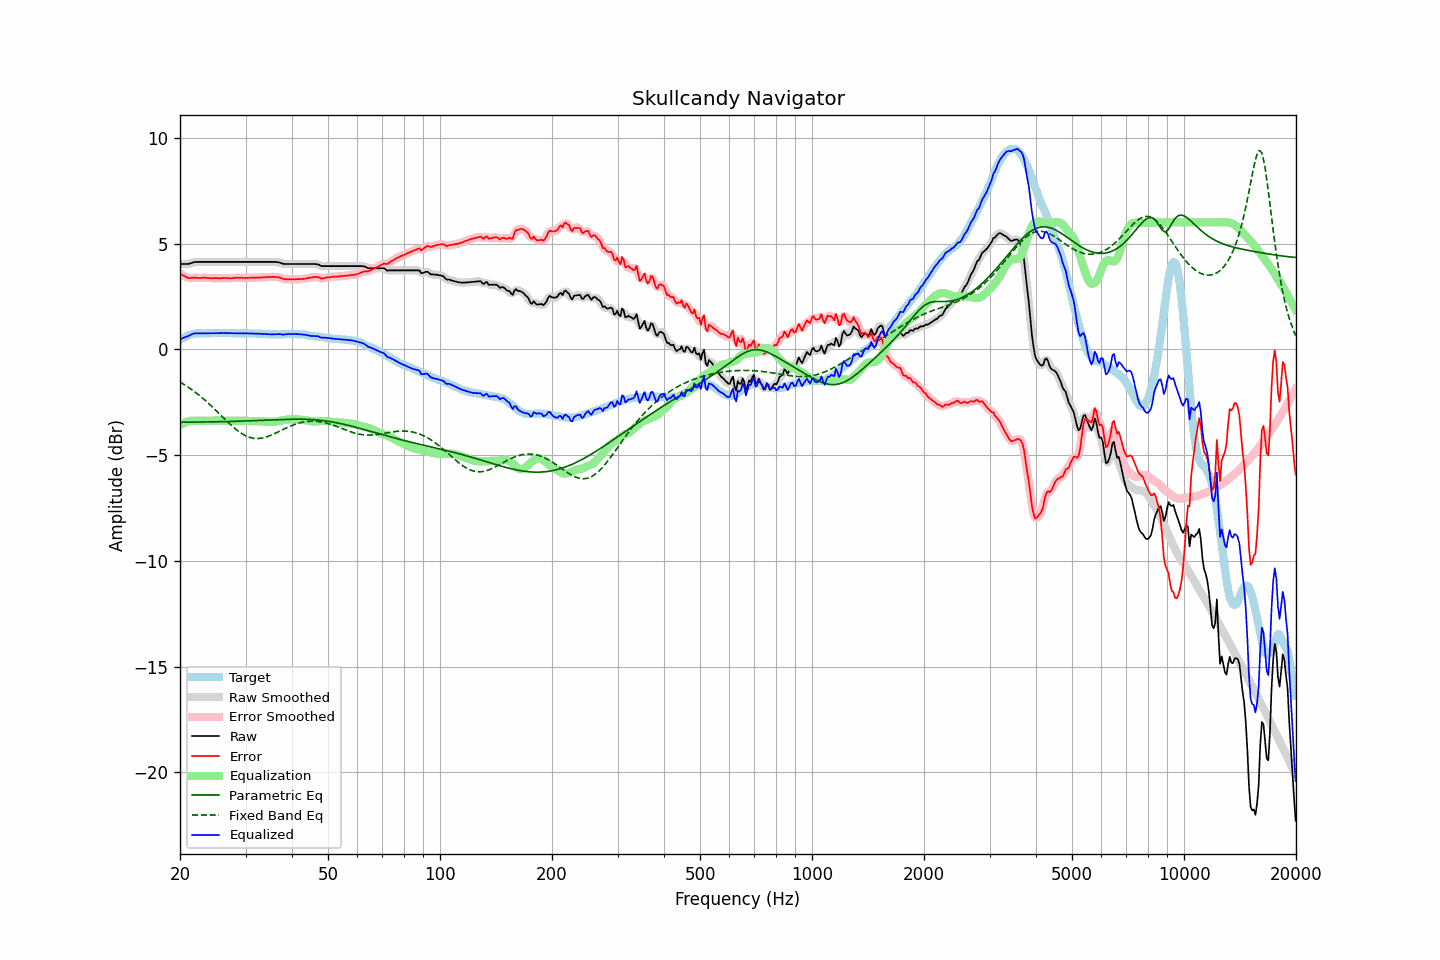 Skullcandy Navigator
10
5
0
−5
−10
−15
−20
Amplitude (dBr)
Target
Raw Smoothed
Error Smoothed
Raw
Error
Equalization
Parametric Eq
Fixed Band Eq
Equalized
20 50 100 200 500 1000 2000 5000 10000 20000
Frequency (Hz)